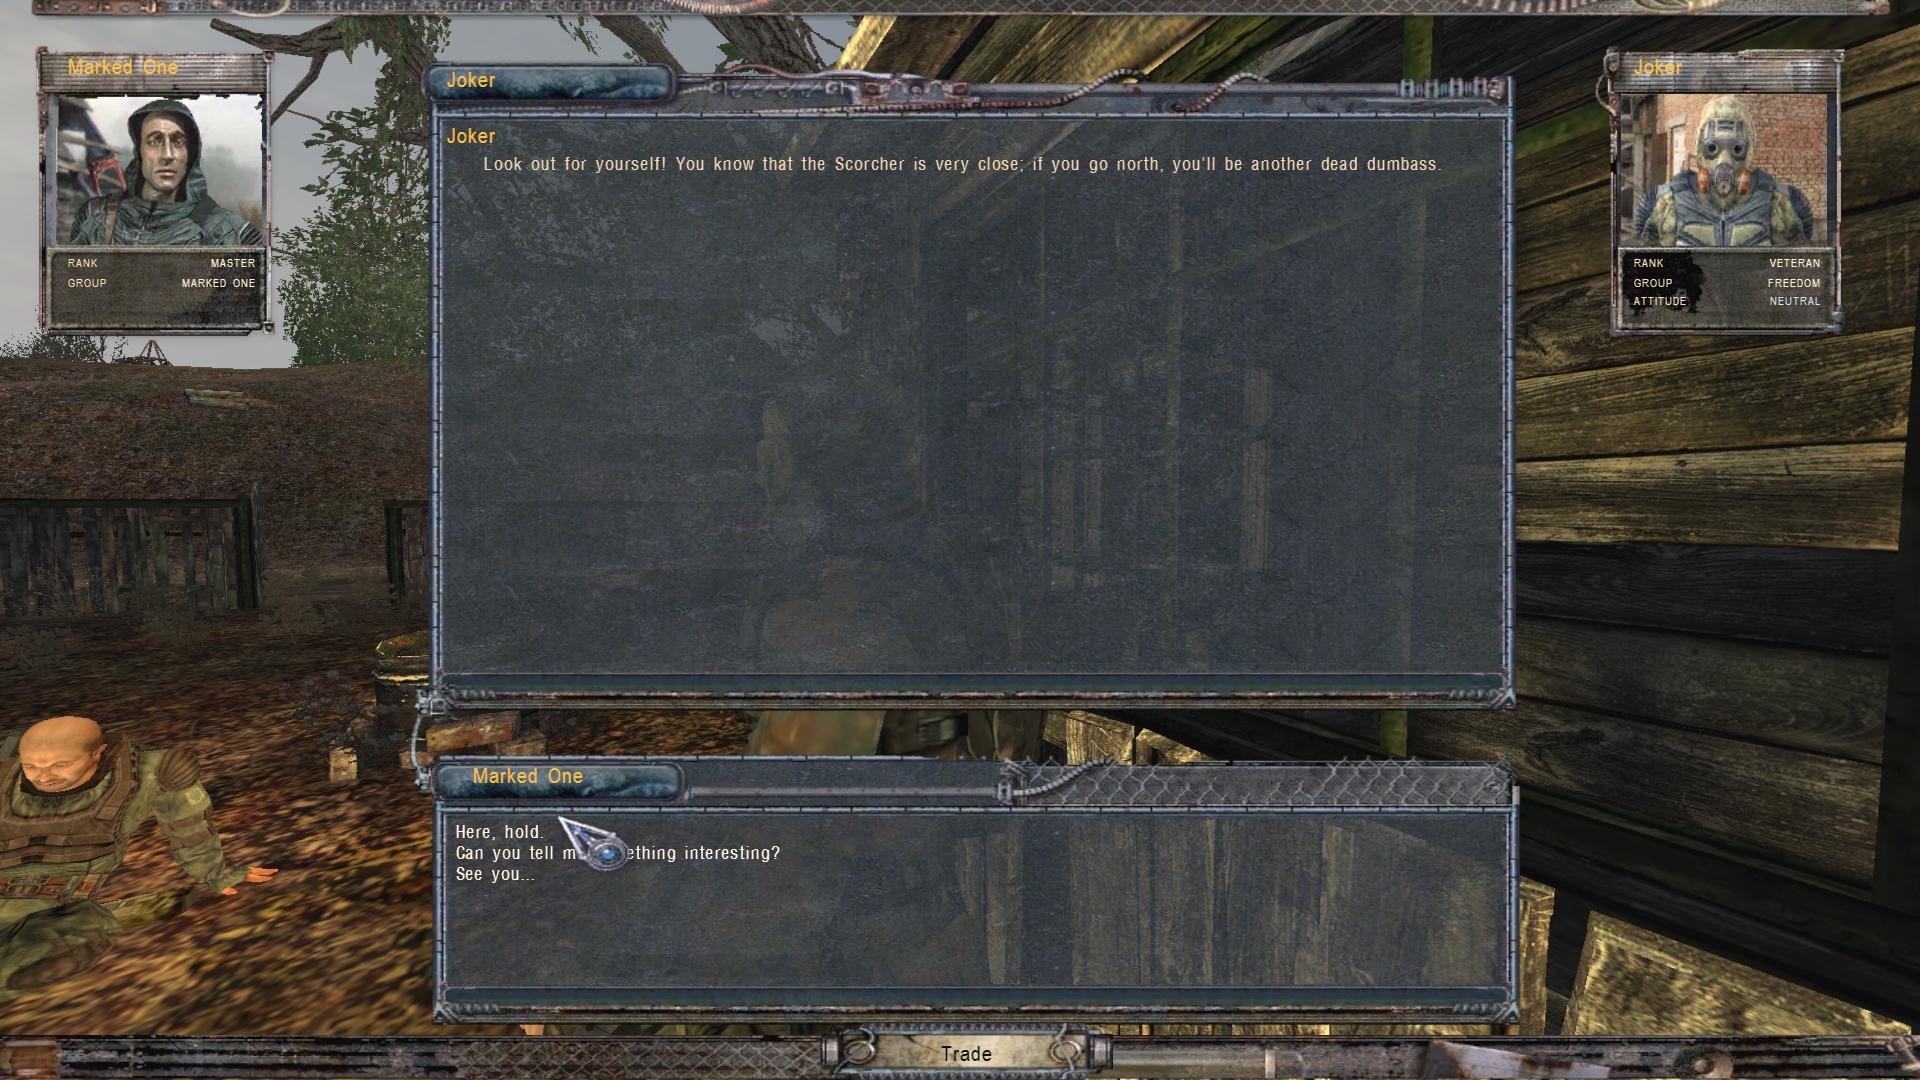 Marked One
RANK MASTER
GROUP MARKED ONE
Joker
Joker
Look out for yourself! You know that the Scorcher is very close; if you go north, you'll be another dead dumbass.
Joker
RANK VETERAN
GROUP FREEDOM
ATTITUDE NEUTRAL
Marked One
Here, hold.
Can you tell m ething interesting?
See you...
Trade